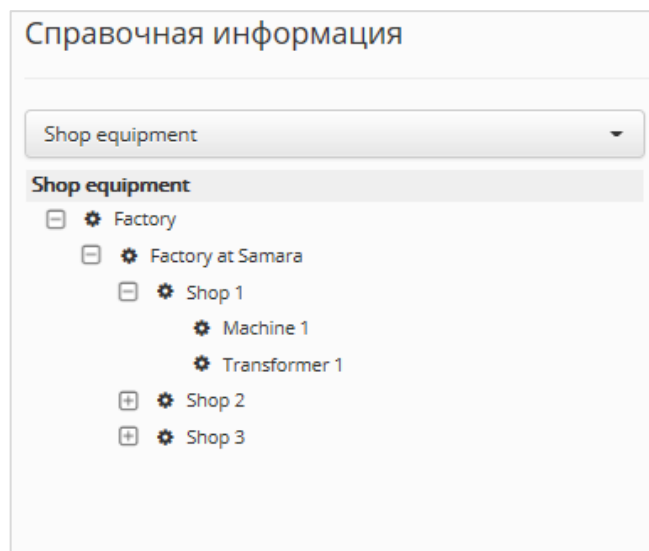 Справочная информация
Shop equipment
Shop equipment
Factory
Factory at Samara
Shop 1
Machine 1
Transformer 1
Shop 2
Shop 3